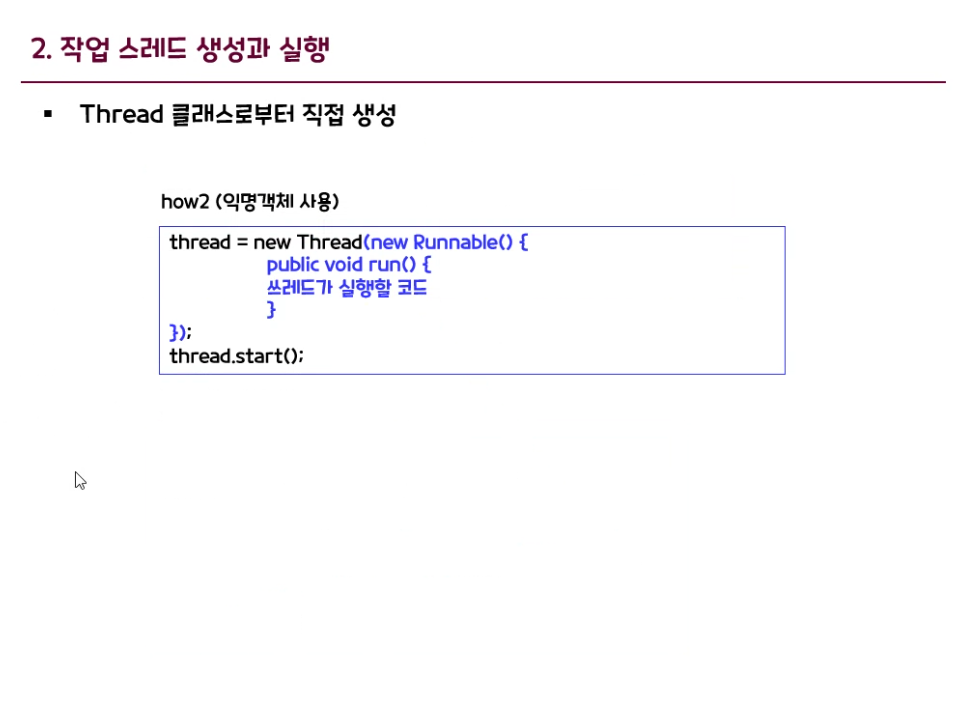 2. 작업 스레드 생성과 실행
▪ Thread 클래스로부터 직접 생성
how2 (익명객체 사용)
thread = new Thread(new Runnable() {
public void run() {
쓰레드가 실행할 코드
}
});
thread.start();